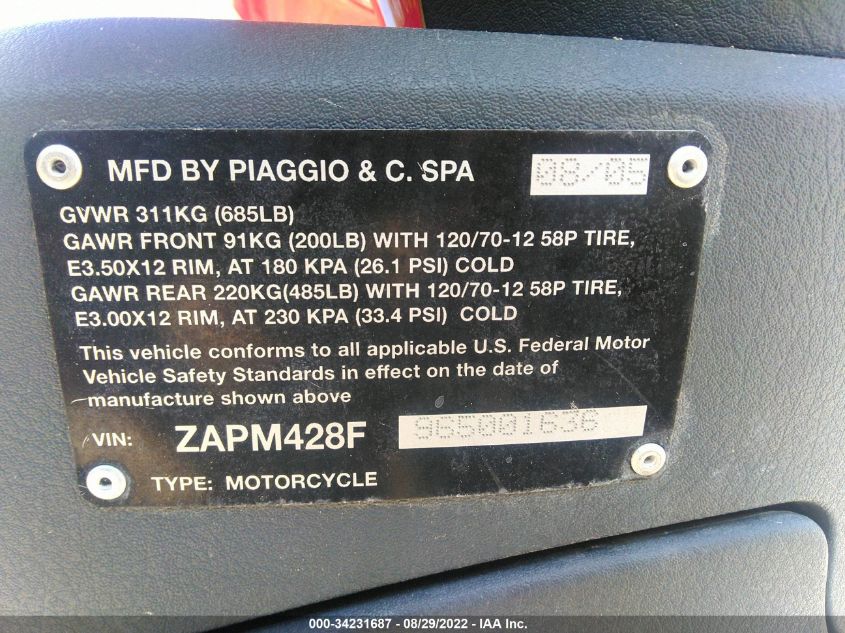 MFD BY PIAGGIO & C. SPA 08/05
GVWR 311KG (685LB)
GAWR FRONT 91KG (200LB) WITH 120/70-12 58P TIRE,
E3.50X12 RIM, AT 180 KPA (26.1 PSI) COLD
GAWR REAR 220KG(485LB) WITH 120/70-12 58P TIRE,
E3.00X12 RIM, AT 230 KPA (33.4 PSI) COLD
This vehicle conforms to all applicable U.S. Federal Motor
Vehicle Safety Standards in effect on the date of
manufacture shown above
VIN: ZAPM428F 965001636
TYPE: MOTORCYCLE
000-34231687 - 08/29/2022 - IAA Inc.